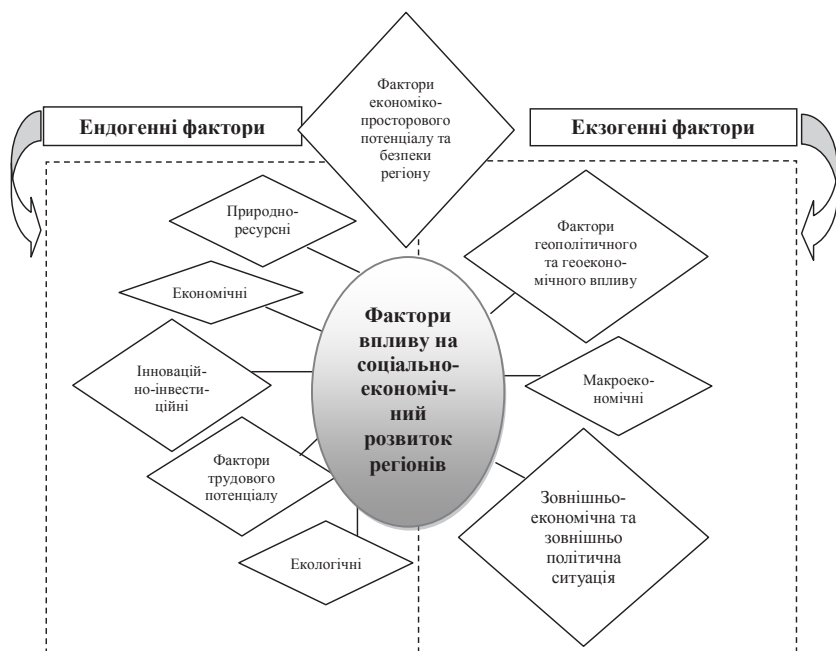 Фактори
економіко-
просторового
потенціалу та
безпеки
регіону
Ендогенні фактори
Екзогенні фактори
Природно-
ресурсні
Економічні
Інновацій-
но-інвести-
ційні
Фактори
трудового
потенціалу
Екологічні
Фактори
впливу на
соціально-
економіч-
ний
розвиток
регіонів
Фактори
геополітичного
та геоеконо-
мічного впливу
Макроеко-
номічні
Зовнішньо-
економічна та
зовнішньо
політична
ситуація